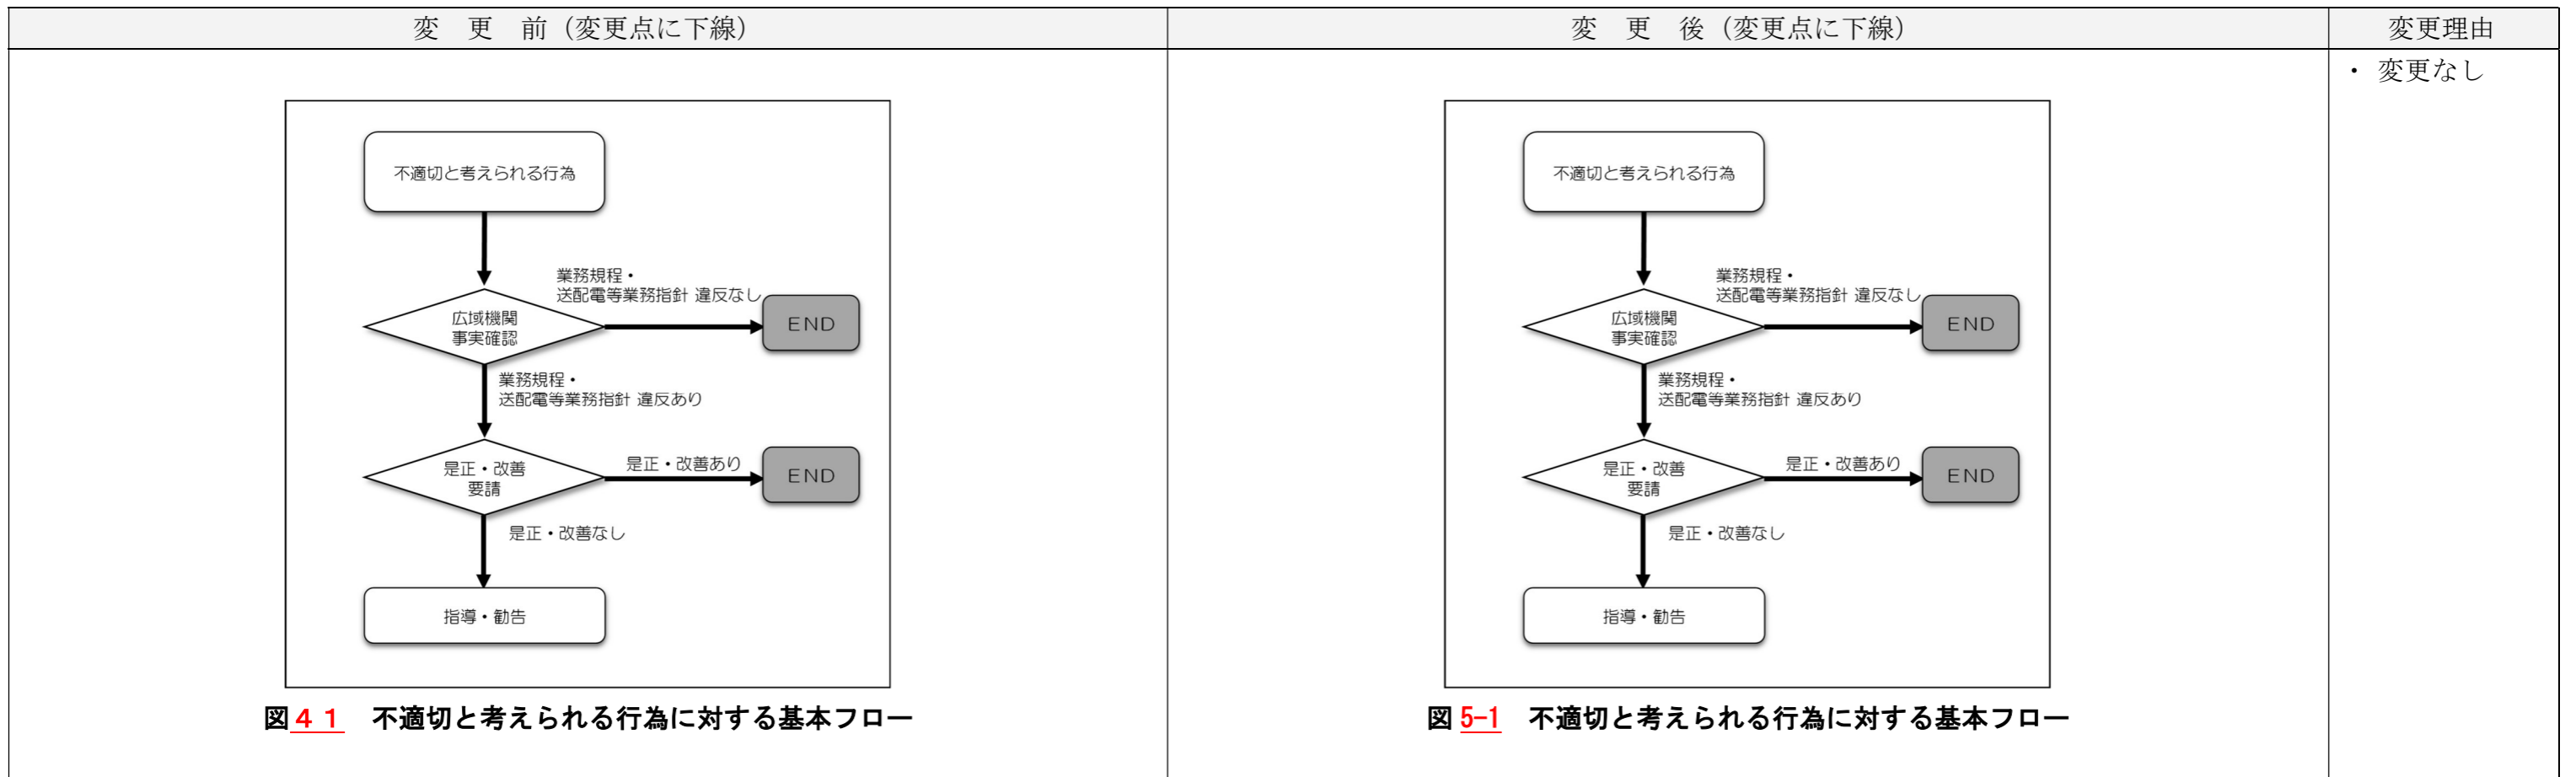 変　更　前（変更点に下線）
変　更　後（変更点に下線）
変更理由
不適切と考えられる行為
業務規程・
送配電等業務指針 違反なし
広域機関
事実確認
END
業務規程・
送配電等業務指針 違反あり
是正・改善
要請
是正・改善あり
END
是正・改善なし
指導・勧告
図４１　不適切と考えられる行為に対する基本フロー
不適切と考えられる行為
業務規程・
送配電等業務指針 違反なし
広域機関
事実確認
END
業務規程・
送配電等業務指針 違反あり
是正・改善
要請
是正・改善あり
END
是正・改善なし
指導・勧告
図 5-1　不適切と考えられる行為に対する基本フロー
・ 変更なし